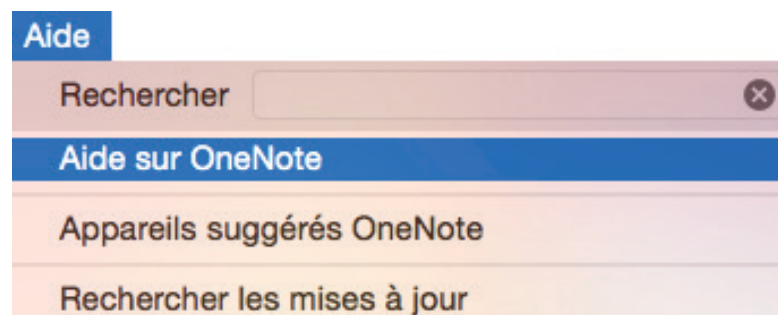 Aide
Rechercher
Aide sur OneNote
Appareils suggérés OneNote
Rechercher les mises à jour